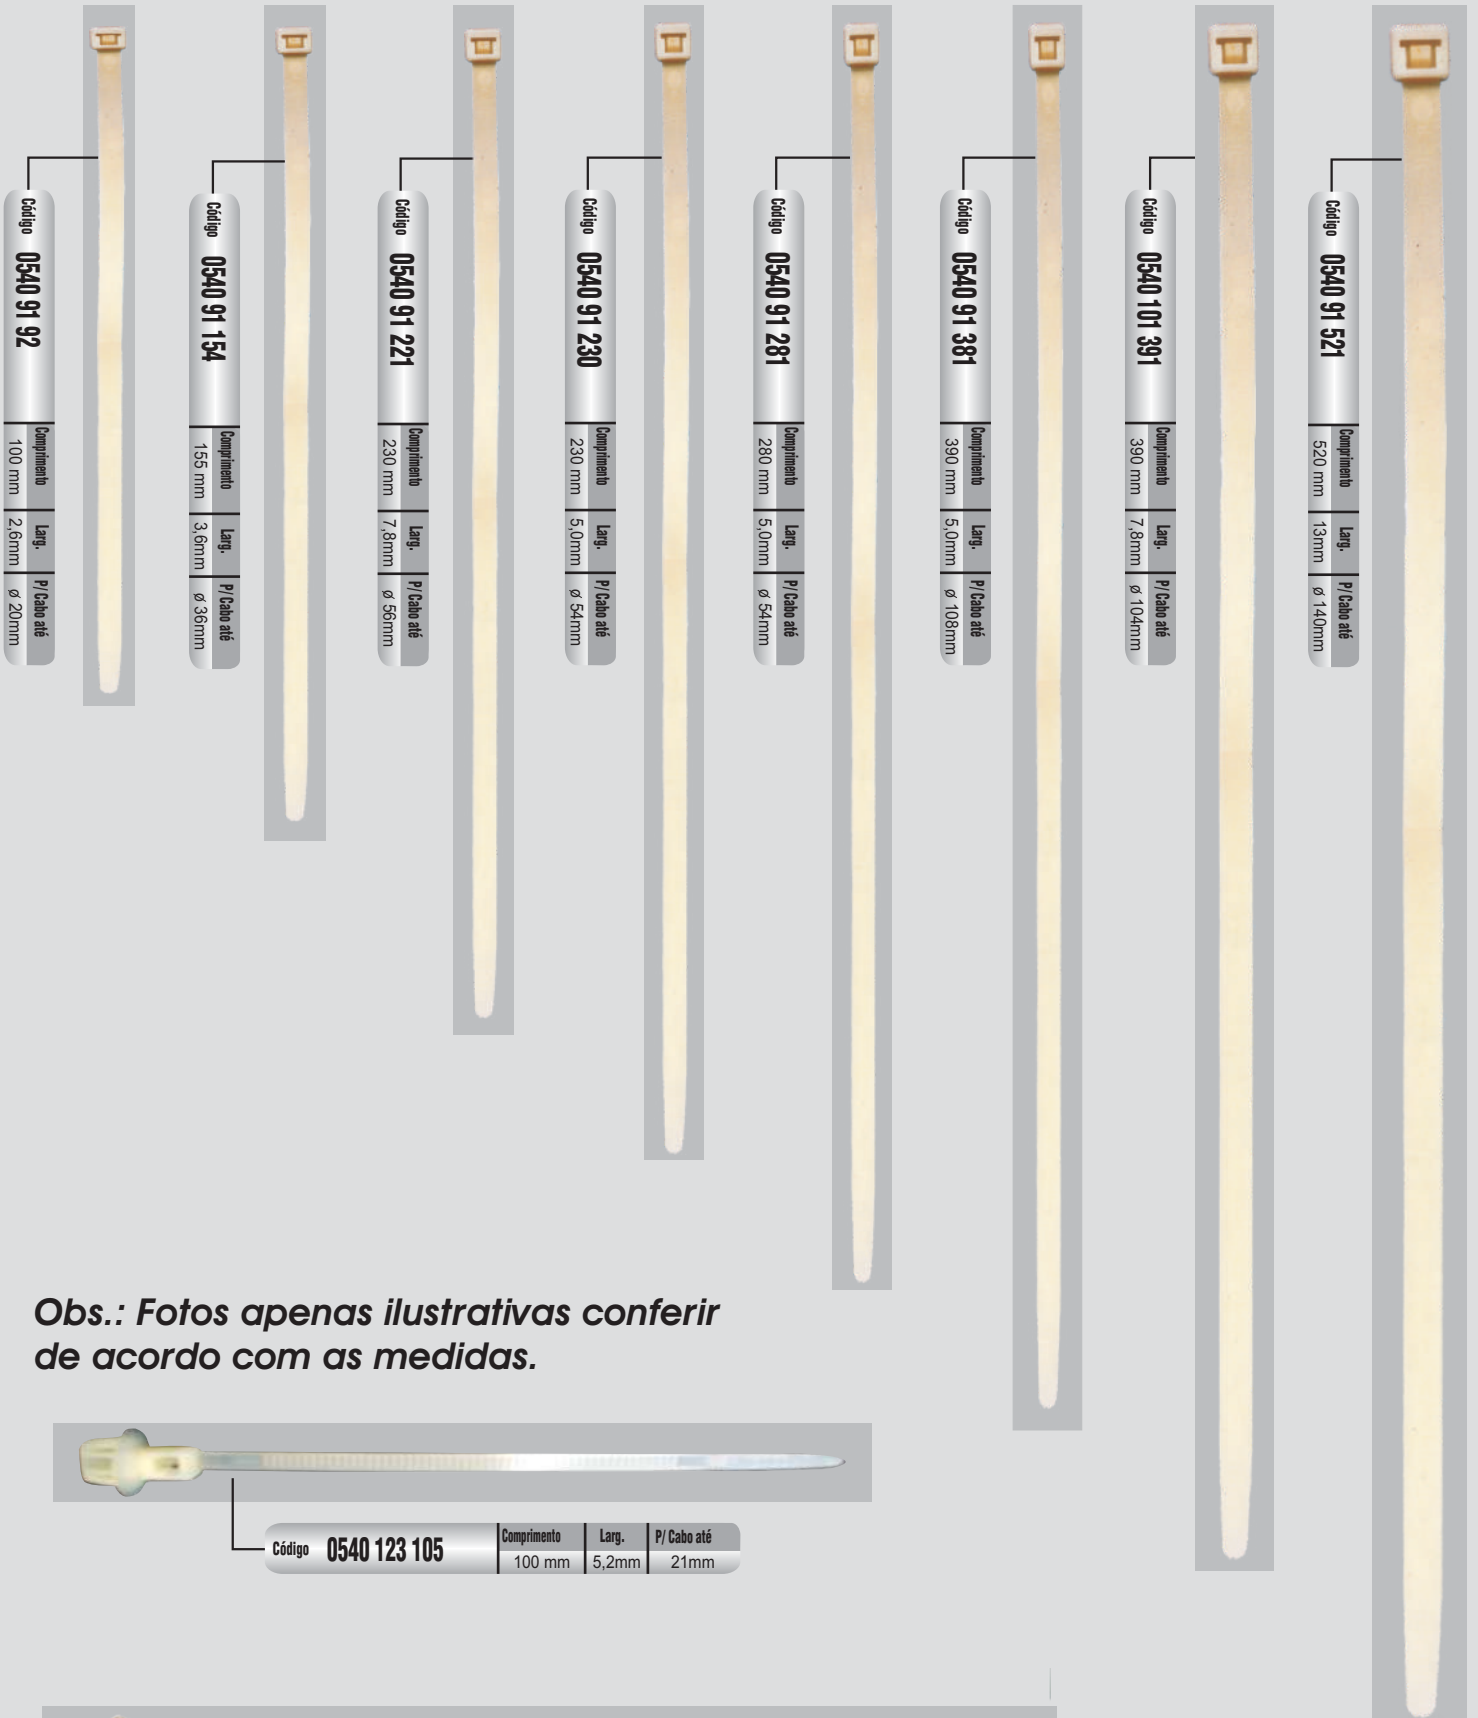 Código 0540 91 92
Comprimento Larg. P/ Cabo até
100 mm 2,6mm ø 20mm
Código 0540 91 154
Comprimento Larg. P/ Cabo até
155 mm 3,6mm ø 36mm
Código 0540 91 221
Comprimento Larg. P/ Cabo até
230 mm 7,8mm ø 56mm
Código 0540 91 230
Comprimento Larg. P/ Cabo até
230 mm 5,0mm ø 54mm
Código 0540 91 281
Comprimento Larg. P/ Cabo até
280 mm 5,0mm ø 54mm
Código 0540 91 381
Comprimento Larg. P/ Cabo até
390 mm 5,0mm ø 108mm
Código 0540 101 391
Comprimento Larg. P/ Cabo até
390 mm 7,8mm ø 104mm
Código 0540 91 521
Comprimento Larg. P/ Cabo até
520 mm 13mm ø 140mm
Obs.: Fotos apenas ilustrativas conferir
de acordo com as medidas.
Código 0540 123 105
Comprimento Larg. P/ Cabo até
100 mm 5,2mm 21mm